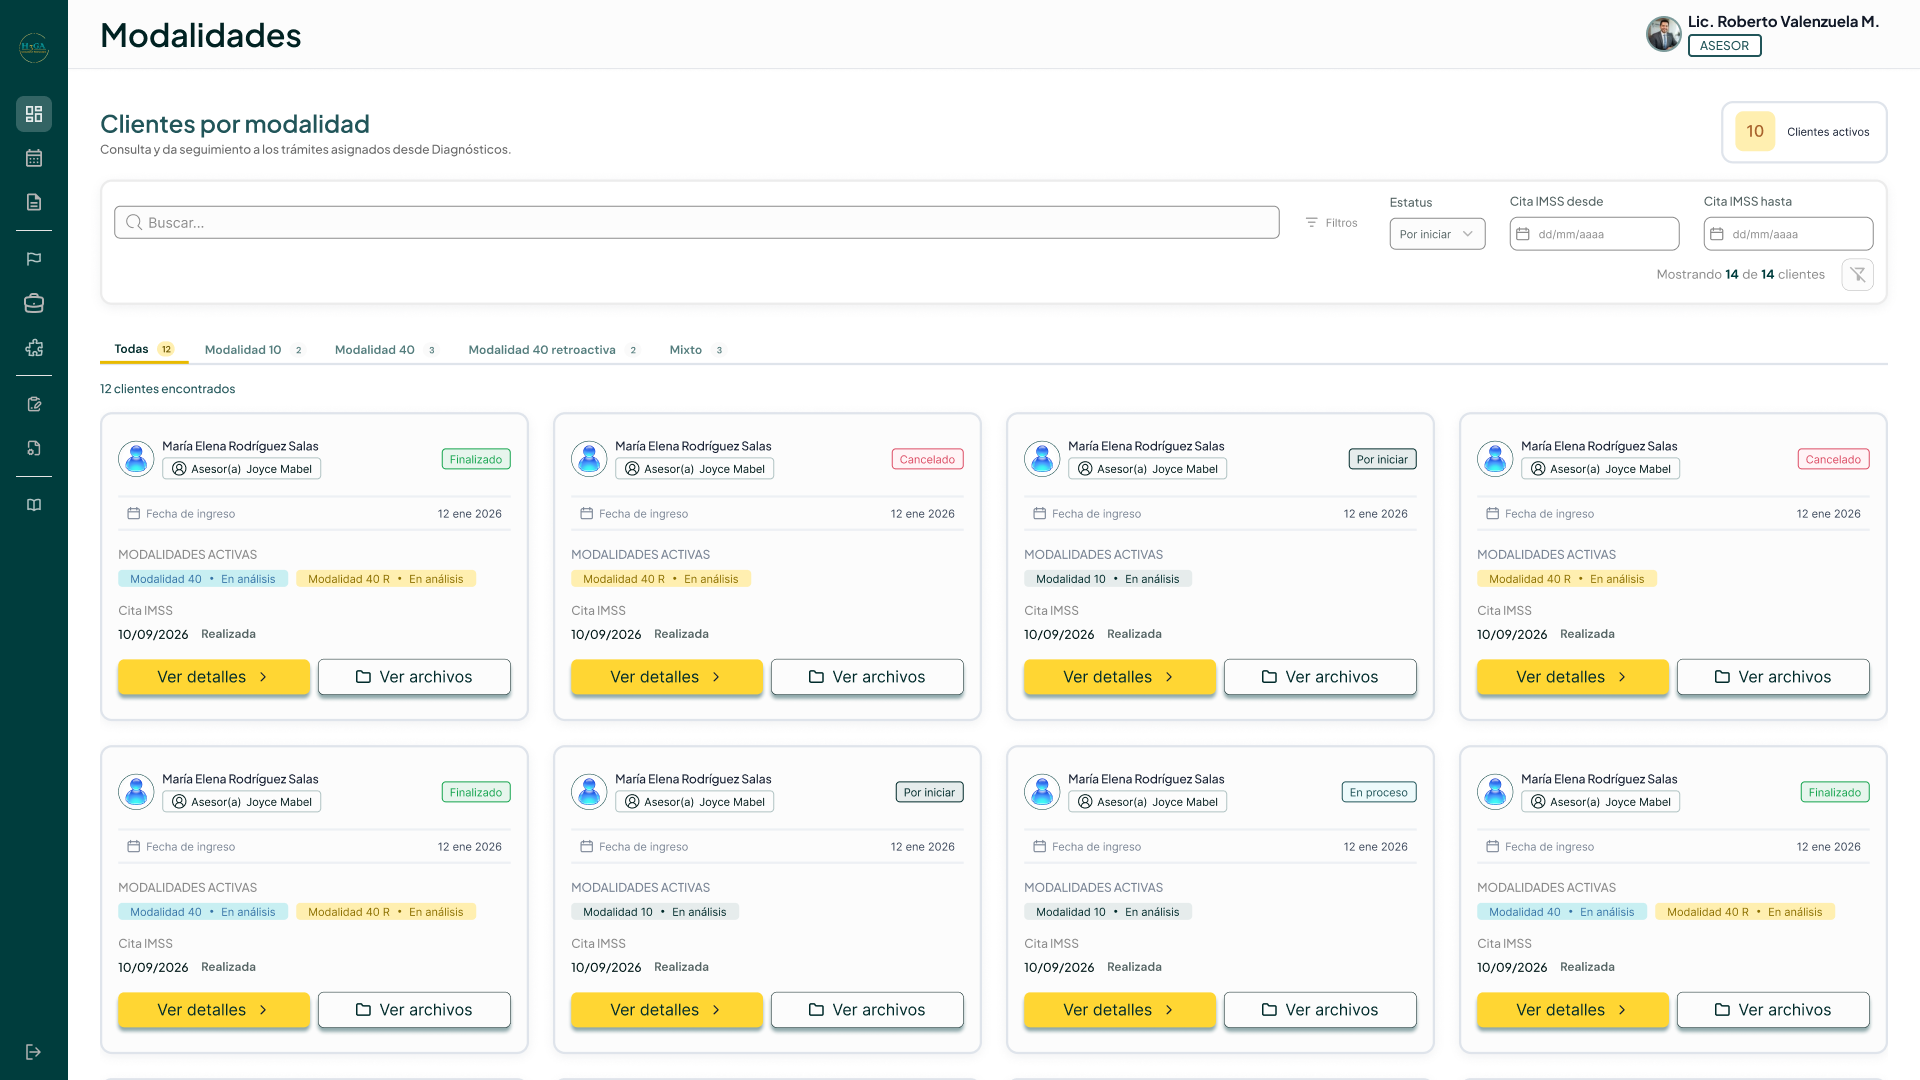 Modalidades
Lic. Roberto Valenzuela M.
ASESOR
Clientes por modalidad
Consulta y da seguimiento a los trámites asignados desde Diagnósticos.
10 Clientes activos
Buscar...
Filtros
Estatus
Por iniciar
Cita IMSS desde
dd/mm/aaaa
Cita IMSS hasta
dd/mm/aaaa
Mostrando 14 de 14 clientes
Todas 12 Modalidad 10 2 Modalidad 40 3 Modalidad 40 retroactiva 2 Mixto 3
12 clientes encontrados
María Elena Rodríguez Salas
Asesor(a) Joyce Mabel
Finalizado
Fecha de ingreso 12 ene 2026
MODALIDADES ACTIVAS
Modalidad 40 • En análisis Modalidad 40 R • En análisis
Cita IMSS
10/09/2026 Realizada
Ver detalles Ver archivos
María Elena Rodríguez Salas
Asesor(a) Joyce Mabel
Cancelado
Fecha de ingreso 12 ene 2026
MODALIDADES ACTIVAS
Modalidad 40 R • En análisis
Cita IMSS
10/09/2026 Realizada
Ver detalles Ver archivos
María Elena Rodríguez Salas
Asesor(a) Joyce Mabel
Por iniciar
Fecha de ingreso 12 ene 2026
MODALIDADES ACTIVAS
Modalidad 10 • En análisis
Cita IMSS
10/09/2026 Realizada
Ver detalles Ver archivos
María Elena Rodríguez Salas
Asesor(a) Joyce Mabel
Cancelado
Fecha de ingreso 12 ene 2026
MODALIDADES ACTIVAS
Modalidad 40 R • En análisis
Cita IMSS
10/09/2026 Realizada
Ver detalles Ver archivos
María Elena Rodríguez Salas
Asesor(a) Joyce Mabel
Finalizado
Fecha de ingreso 12 ene 2026
MODALIDADES ACTIVAS
Modalidad 40 • En análisis Modalidad 40 R • En análisis
Cita IMSS
10/09/2026 Realizada
Ver detalles Ver archivos
María Elena Rodríguez Salas
Asesor(a) Joyce Mabel
Por iniciar
Fecha de ingreso 12 ene 2026
MODALIDADES ACTIVAS
Modalidad 10 • En análisis
Cita IMSS
10/09/2026 Realizada
Ver detalles Ver archivos
María Elena Rodríguez Salas
Asesor(a) Joyce Mabel
En proceso
Fecha de ingreso 12 ene 2026
MODALIDADES ACTIVAS
Modalidad 10 • En análisis
Cita IMSS
10/09/2026 Realizada
Ver detalles Ver archivos
María Elena Rodríguez Salas
Asesor(a) Joyce Mabel
Finalizado
Fecha de ingreso 12 ene 2026
MODALIDADES ACTIVAS
Modalidad 40 • En análisis Modalidad 40 R • En análisis
Cita IMSS
10/09/2026 Realizada
Ver detalles Ver archivos